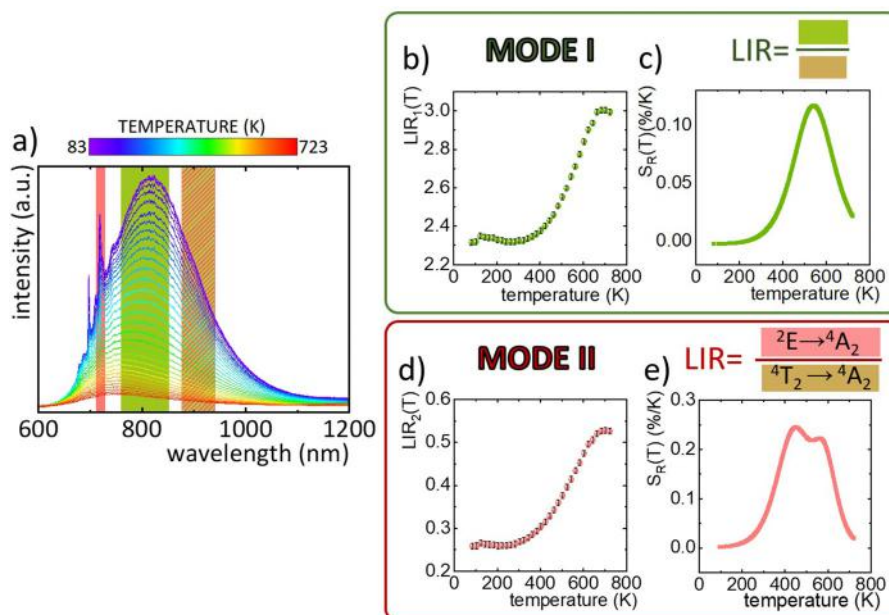 a)
TEMPERATURE (K)
83
723
intensity (a.u.)
600 800 1000 1200
wavelength (nm)
MODE I
b)
LIR₁(T)
3.0
2.8
2.6
2.4
2.2
0 200 400 600 800
temperature (K)
c)
LIR=
S_R(T)(%/K)
0.10
0.05
0.00
0 200 400 600 800
temperature (K)
MODE II
d)
LIR₂(T)
0.6
0.5
0.4
0.3
0.2
0 200 400 600 800
temperature (K)
e)
LIR=
²E→⁴A₂
⁴T₂→⁴A₂
S_R(T) (%/K)
0.3
0.2
0.1
0.0
0 200 400 600 800
temperature (K)